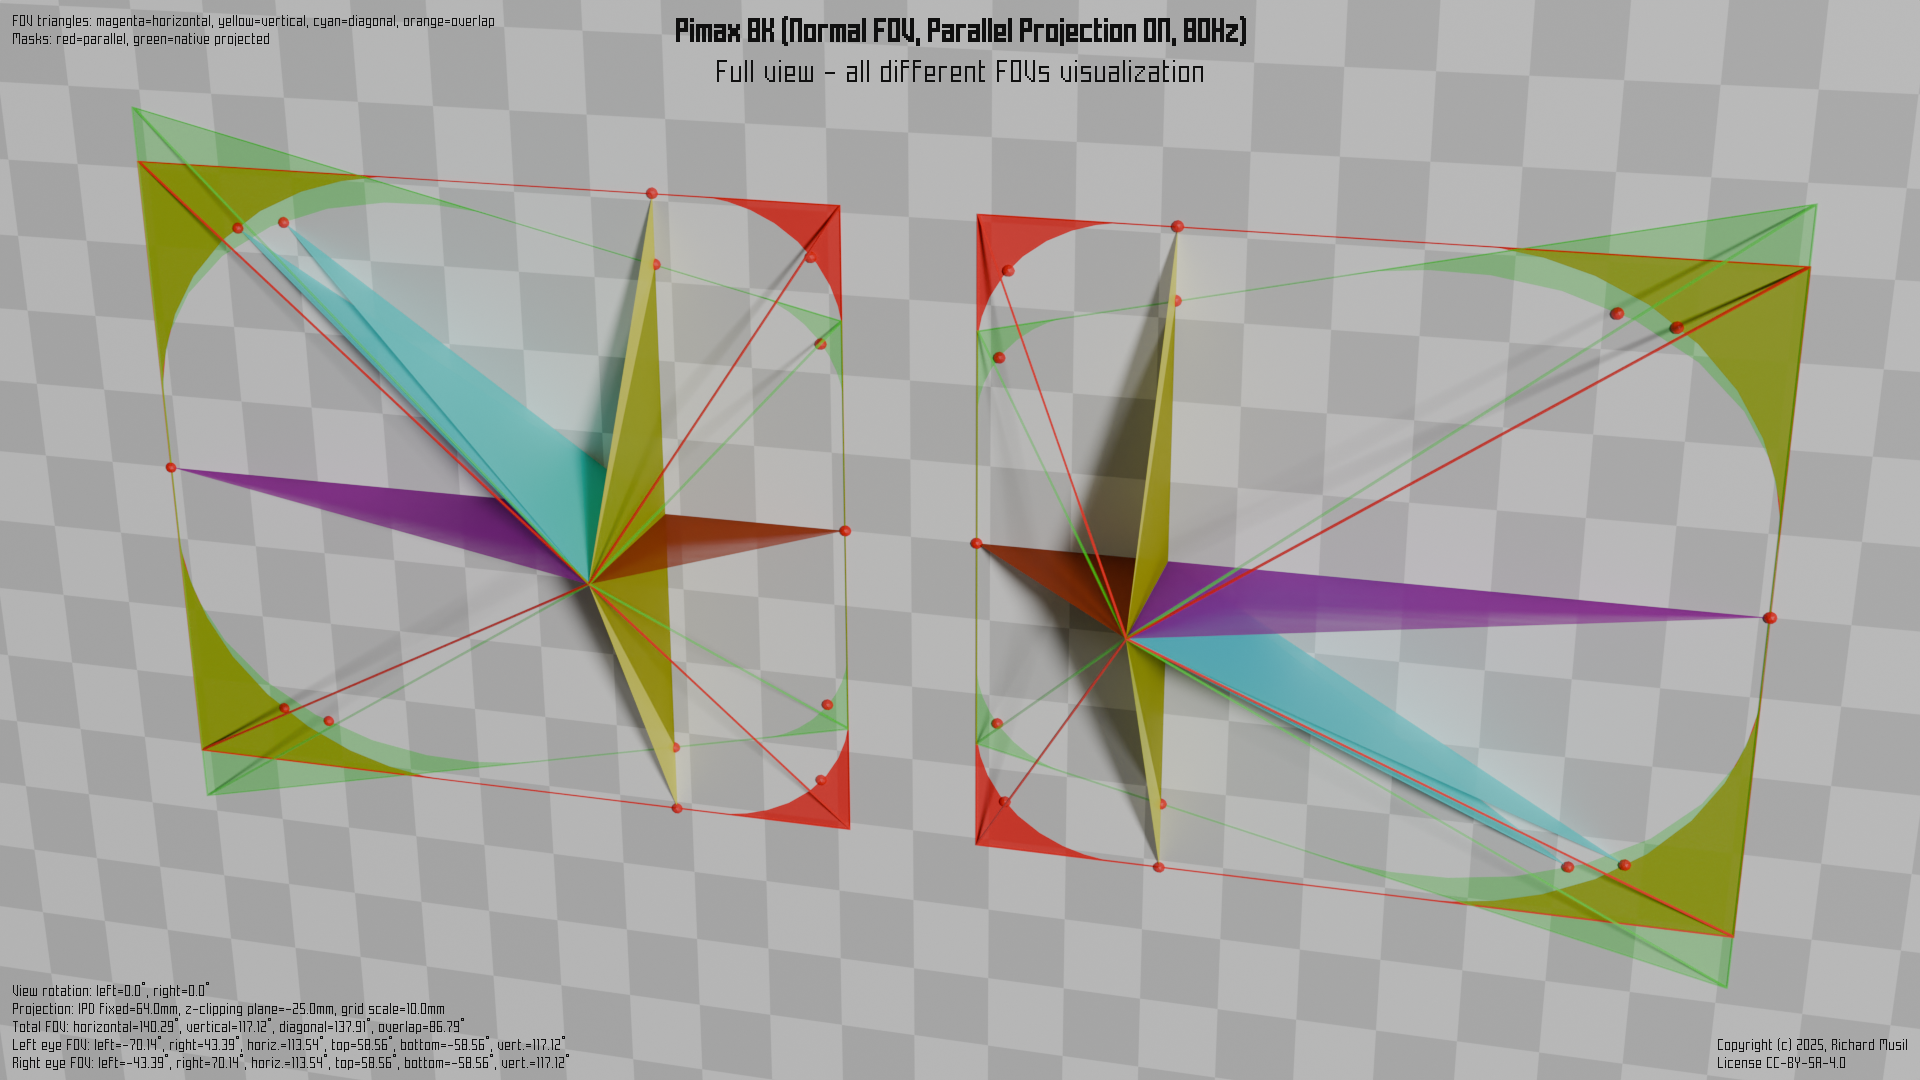 FOV triangles: magenta=horizontal, yellow=vertical, cyan=diagonal, orange=overlap
Masks: red=parallel, green=native projected
Pimax 8K (Normal FOV, Parallel Projection ON, 80Hz)
Full view - all different FOVs visualization
View rotation: left=0.0°, right=0.0°
Projection: IPD fixed=64.0mm, z-clipping plane=-25.0mm, grid scale=10.0mm
Total FOV: horizontal=140.29°, vertical=117.12°, diagonal=137.91°, overlap=86.79°
Left eye FOV: left=-70.14°, right=43.39°, horiz.=113.54°, top=58.56°, bottom=-58.56°, vert.=117.12°
Right eye FOV: left=-43.39°, right=70.14°, horiz.=113.54°, top=58.56°, bottom=-58.56°, vert.=117.12°
Copyright (c) 2025, Richard Musil
License CC-BY-SA-4.0